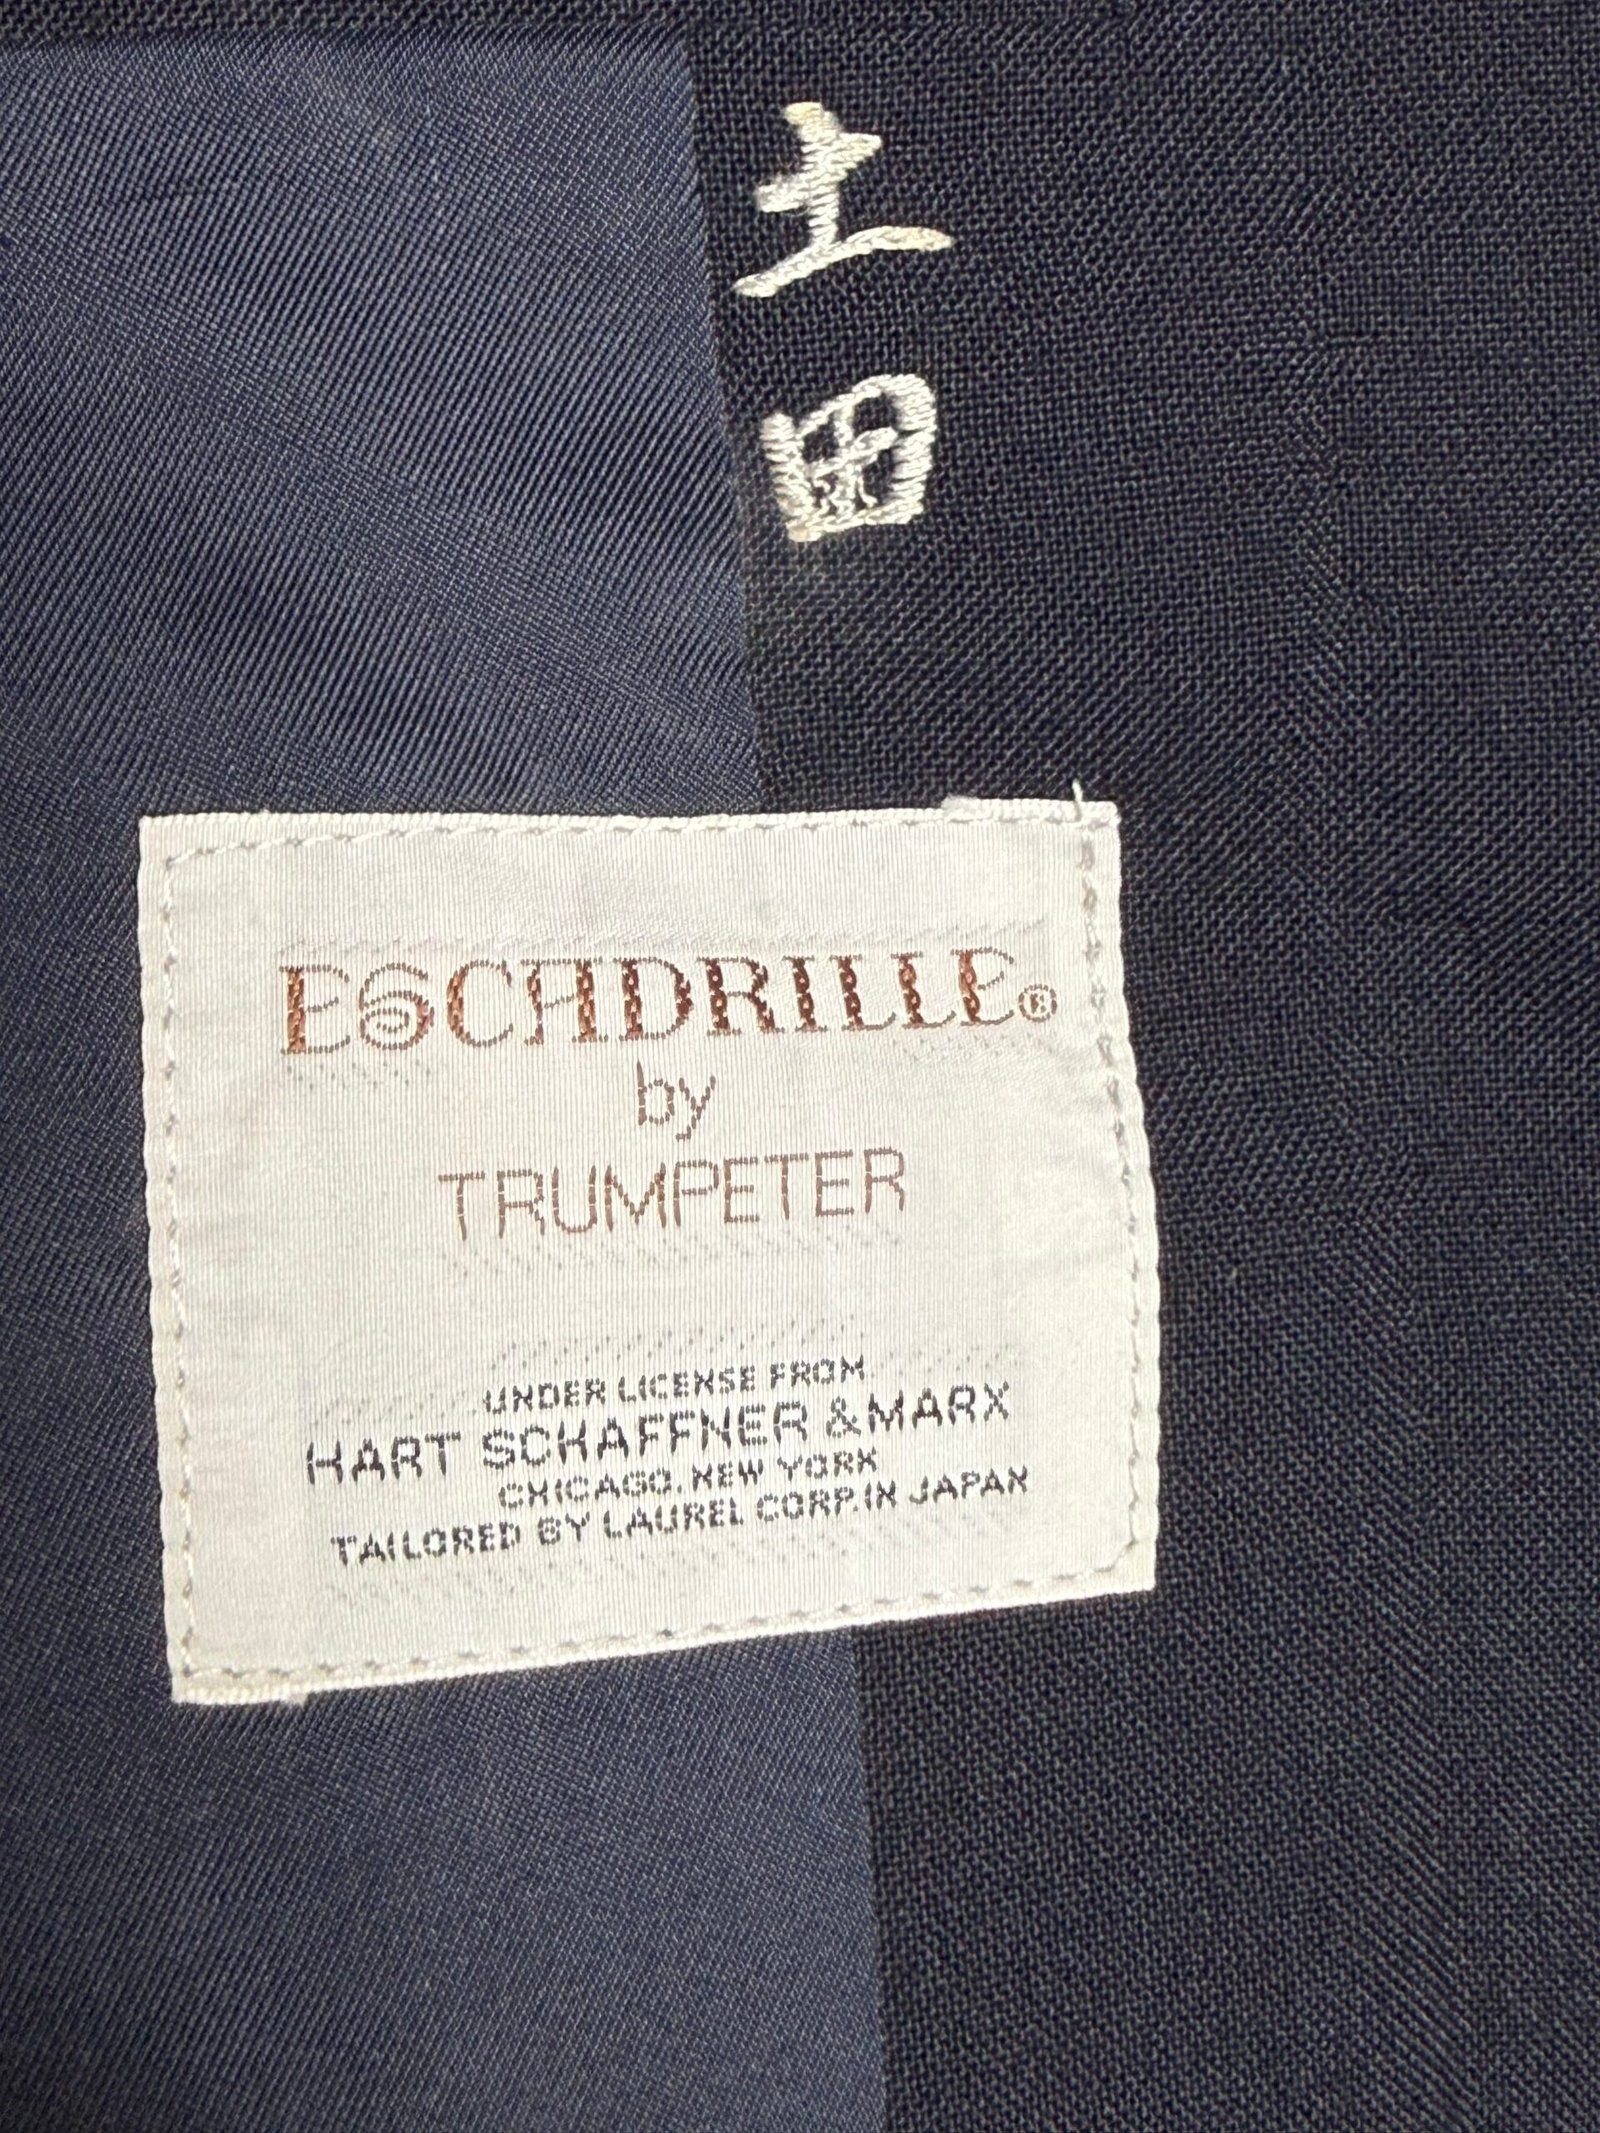 土田
ESCADRILLE®
by
TRUMPETER
UNDER LICENSE FROM
HART SCHAFFNER & MARX
CHICAGO. NEW YORK
TAILORED BY LAUREL CORP. IN JAPAN